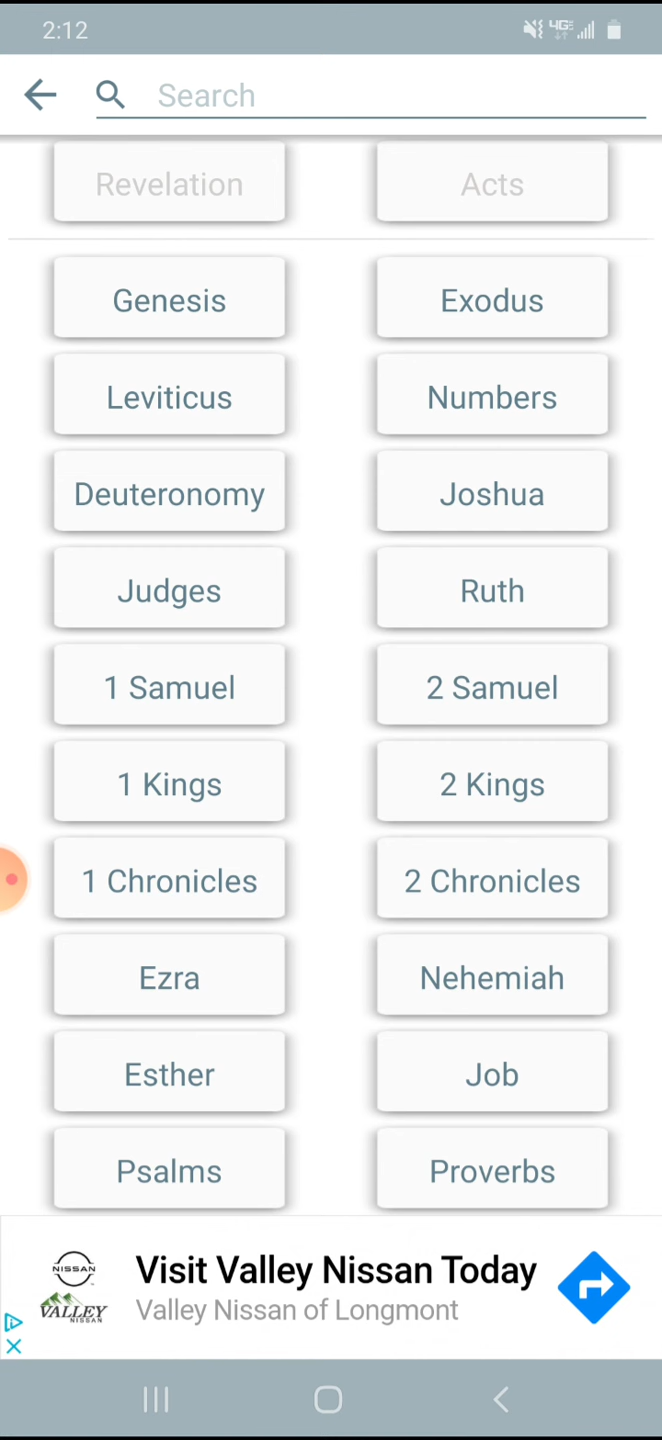 2:12
4GE
Search
Revelation
Acts
Genesis
Exodus
Leviticus
Numbers
Deuteronomy
Joshua
Judges
Ruth
1 Samuel
2 Samuel
1 Kings
2 Kings
1 Chronicles
2 Chronicles
Ezra
Nehemiah
Esther
Job
Psalms
Proverbs
NISSAN
VALLEY
NISSAN
Visit Valley Nissan Today
Valley Nissan of Longmont